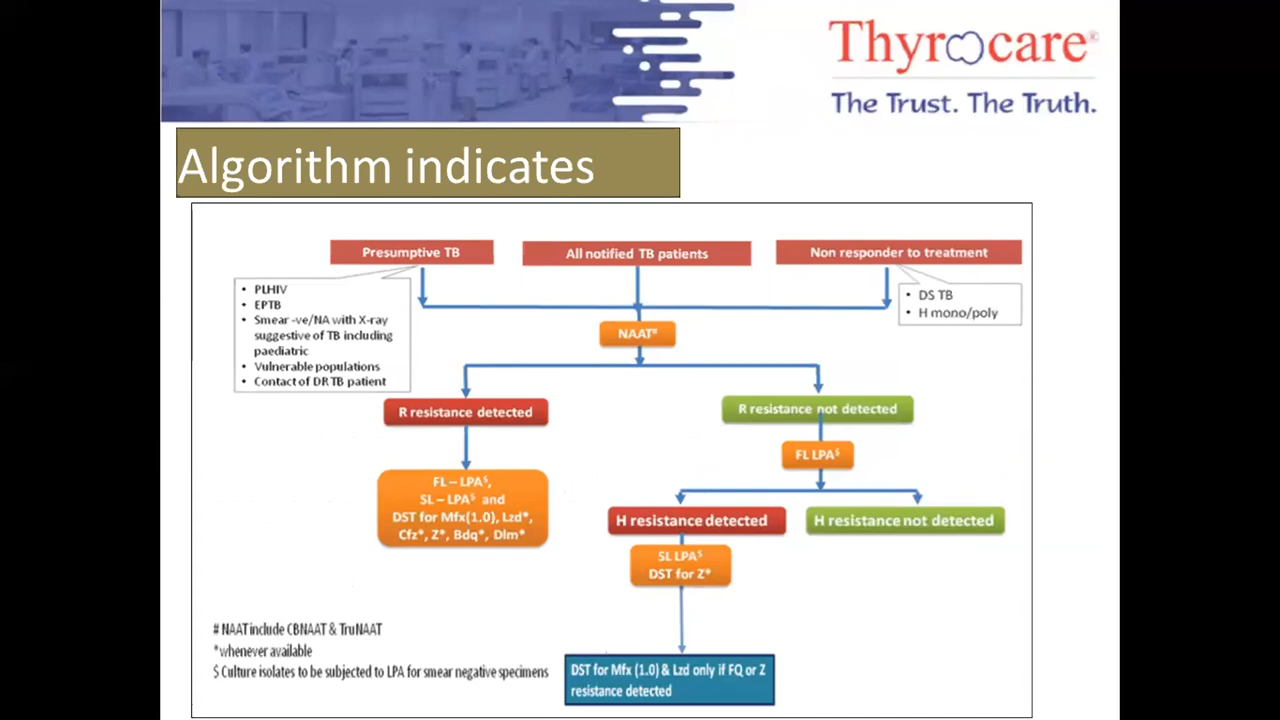 Thyrocare®
The Trust. The Truth.
Algorithm indicates
Presumptive TB
All notified TB patients
Non responder to treatment
• PLHIV
• EPTB
• Smear -ve/NA with X-ray
suggestive of TB including
paediatric
• Vulnerable populations
• Contact of DR TB patient
• DS TB
• H mono/poly
NAAT#
R resistance detected
R resistance not detected
FL LPA$
FL – LPA$,
SL – LPA$ and
DST for Mfx(1.0), Lzd*,
Cfz*, Z*, Bdq*, Dlm*
H resistance detected
H resistance not detected
SL LPA$
DST for Z*
# NAAT include CBNAAT & TruNAAT
*whenever available
$ Culture isolates to be subjected to LPA for smear negative specimens
DST for Mfx (1.0) & Lzd only if FQ or Z
resistance detected